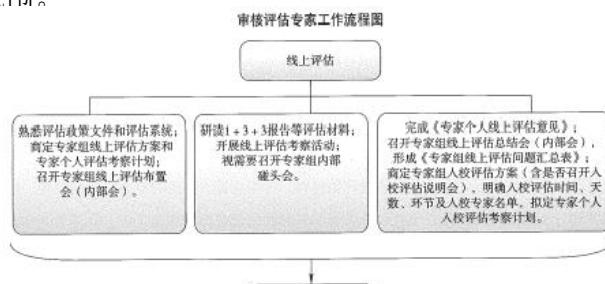 审核评估专家工作流程图
线上评估
熟悉评估政策文件和评估系统；
商定专家组线上评估方案和
专家个人评估考察计划；
召开专家组线上评估布置
会（内部会）。
研读1+3+3报告等评估材料；
开展线上评估考察活动；
视需要召开专家组内部
碰头会。
完成《专家个人线上评估意见》；
召开专家组线上评估总结会（内部会），
形成《专家组线上评估问题汇总表》；
商定专家组入校评估方案（含是否召开入
校评估说明会），明确入校评估时间、天
数、环节及入校专家名单，拟定专家个人
入校评估考察计划。